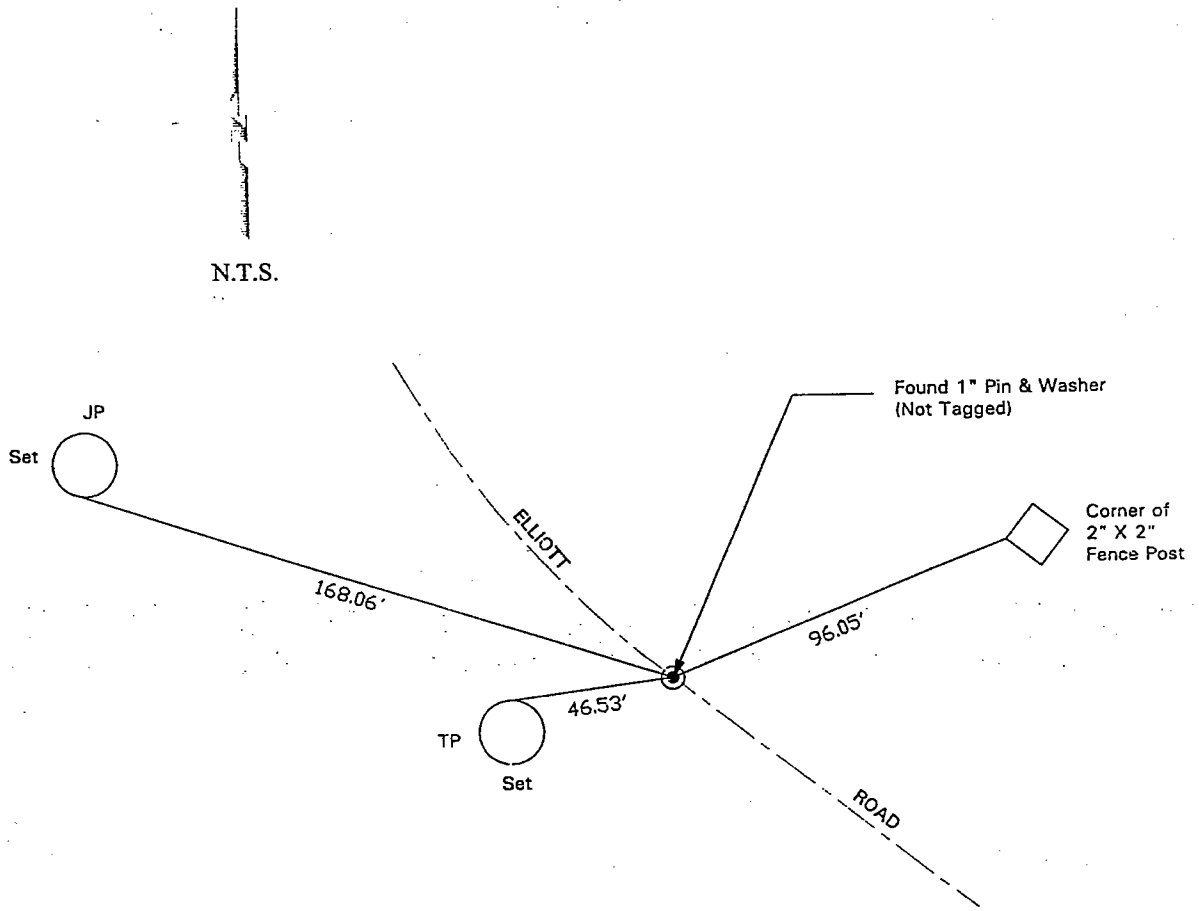 N.T.S.
JP
Set
168.06'
ELLIOTT
Found 1" Pin & Washer
(Not Tagged)
Corner of
2" X 2"
Fence Post
96.05'
46.53'
TP
Set
ROAD